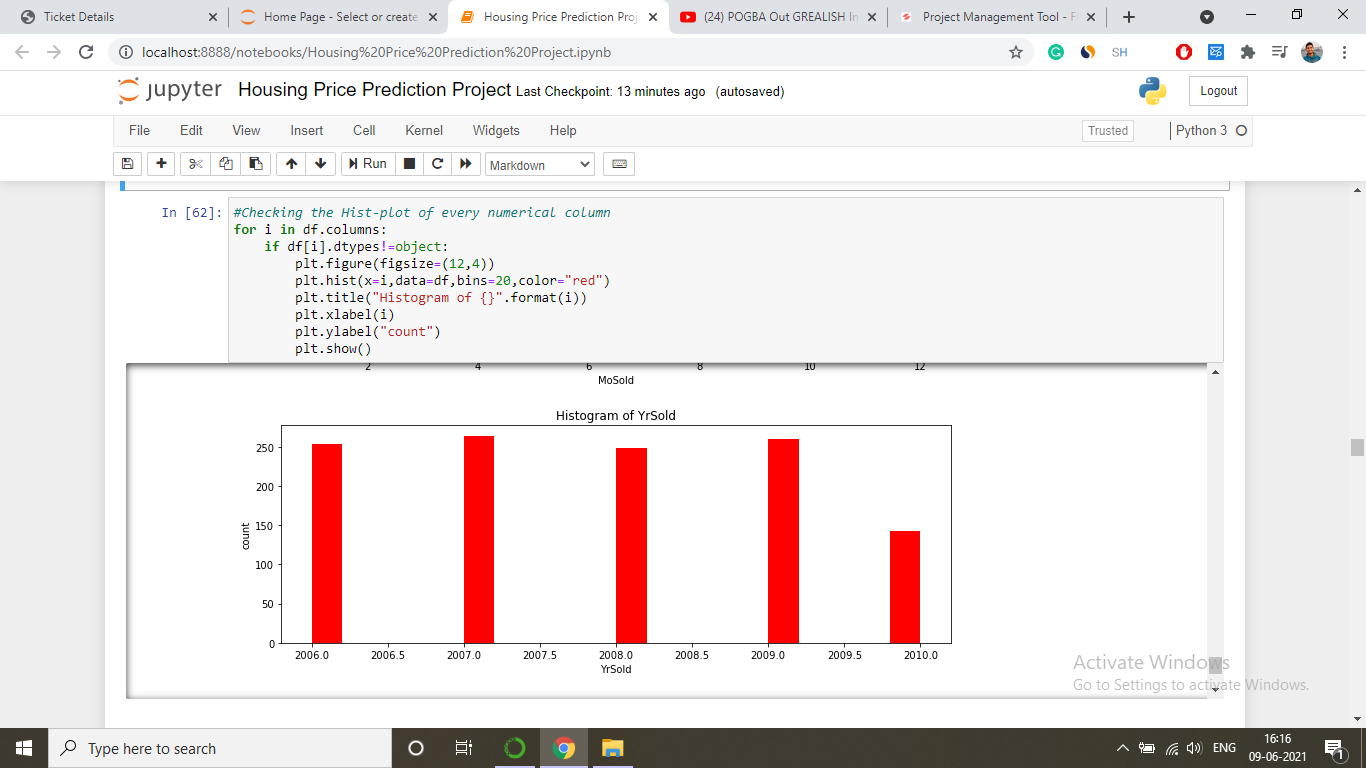 Ticket Details
Home Page - Select or create
Housing Price Prediction Proj
(24) POGBA Out GREALISH In
Project Management Tool - F
localhost:8888/notebooks/Housing%20Price%20Prediction%20Project.ipynb
SH
jupyter Housing Price Prediction Project Last Checkpoint: 13 minutes ago (autosaved)
Logout
File Edit View Insert Cell Kernel Widgets Help
Trusted
Python 3
Run
Markdown
In [62]:
#Checking the Hist-plot of every numerical column
for i in df.columns:
    if df[i].dtypes!=object:
        plt.figure(figsize=(12,4))
        plt.hist(x=i,data=df,bins=20,color="red")
        plt.title("Histogram of {}".format(i))
        plt.xlabel(i)
        plt.ylabel("count")
        plt.show()
2 4 6 8 10 12
MoSold
Histogram of YrSold
250
200
150
100
50
0
count
2006.0 2006.5 2007.0 2007.5 2008.0 2008.5 2009.0 2009.5 2010.0
YrSold
Activate Windows
Go to Settings to activate Windows.
Type here to search
ENG
16:16
09-06-2021
1